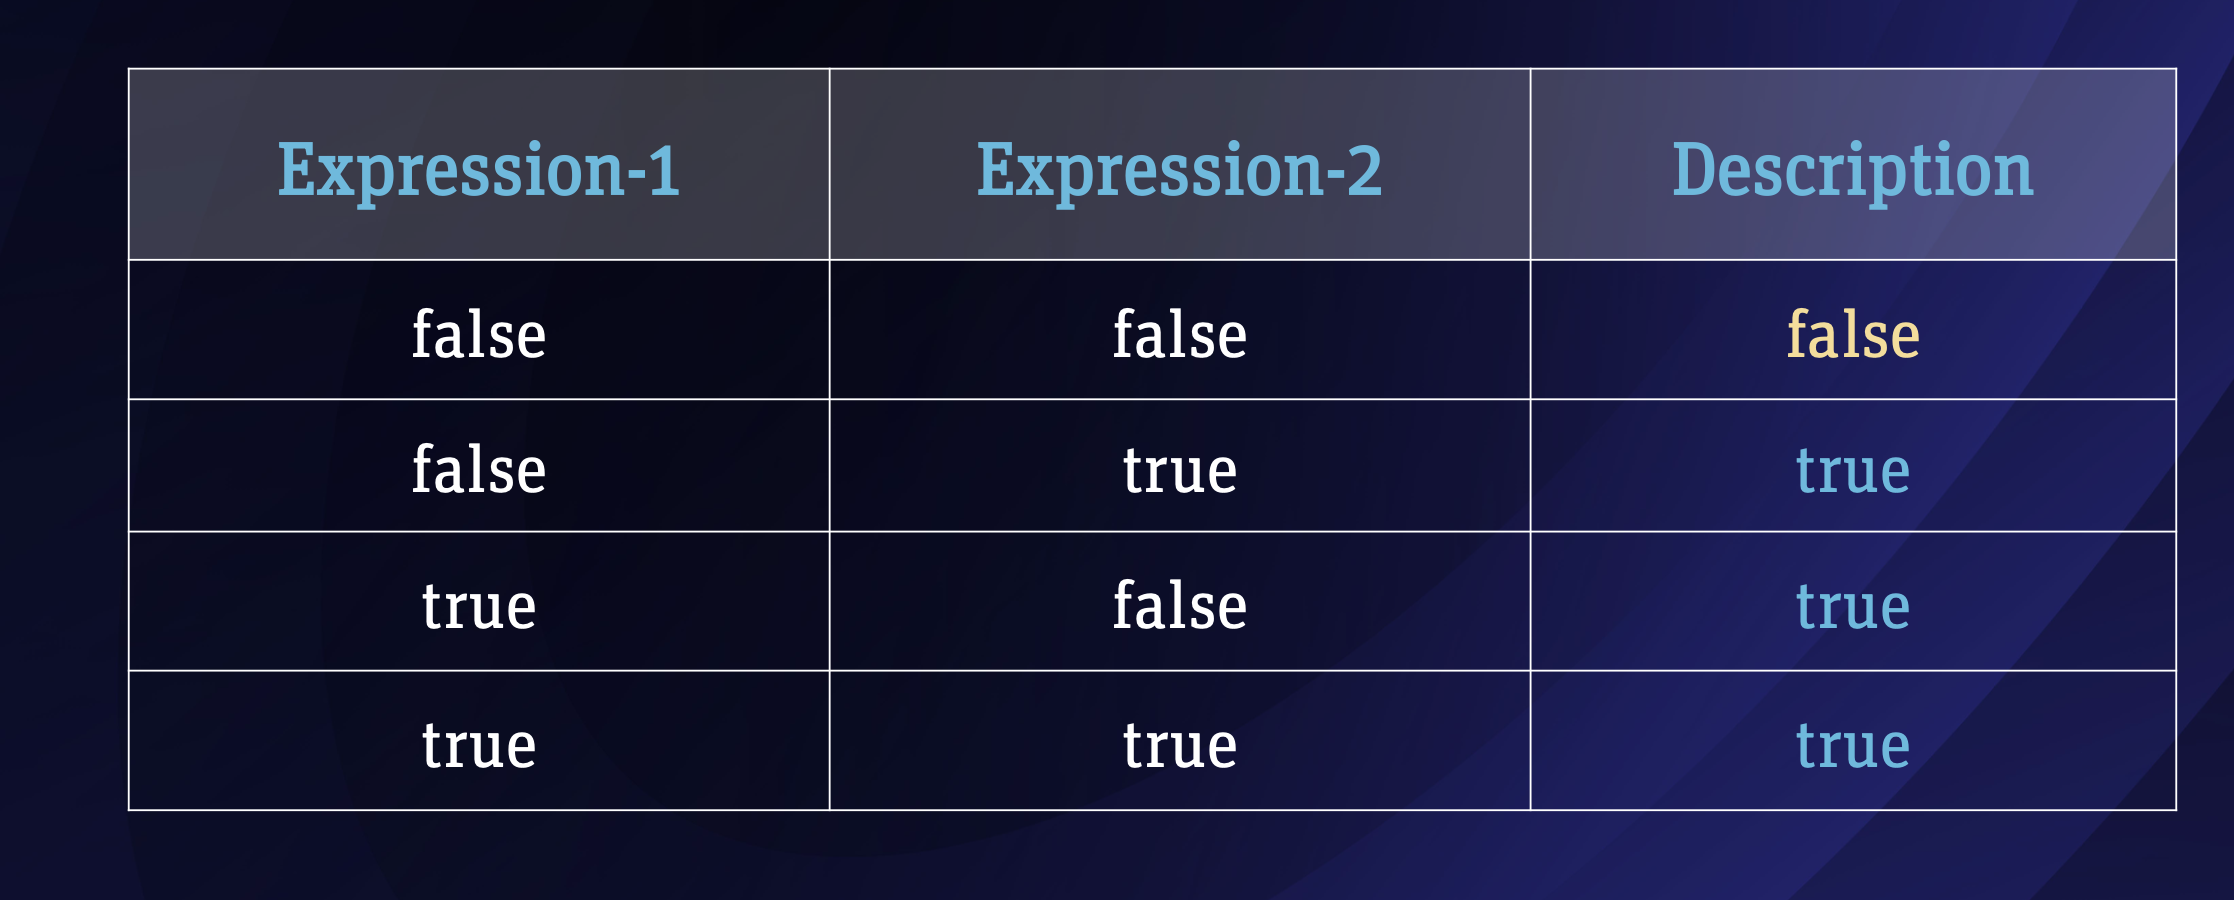 Expression-1 Expression-2 Description
false false false
false true true
true false true
true true true